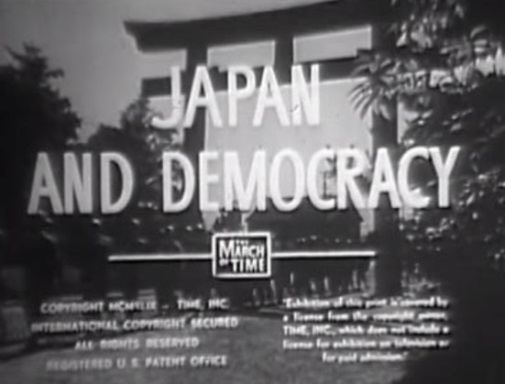 JAPAN
AND DEMOCRACY
THE
MARCH
OF TIME
COPYRIGHT MCMXLIX - TIME, INC.
INTERNATIONAL COPYRIGHT SECURED
ALL RIGHTS RESERVED
REGISTERED U.S. PATENT OFFICE
"Exhibition of this print is covered by
a license from the copyright owner,
TIME, INC., which does not include a
license for exhibition on television or
for paid admission."